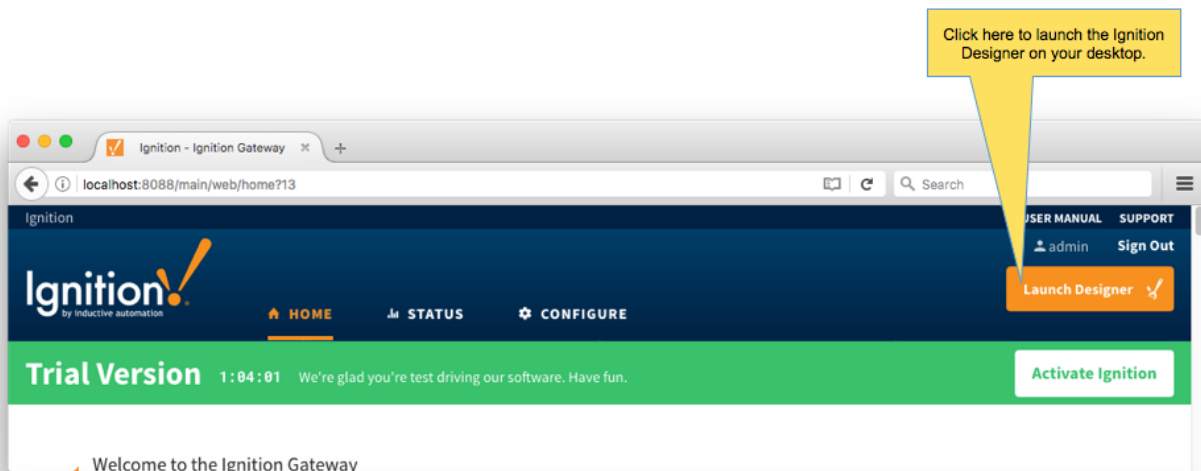 Click here to launch the Ignition
Designer on your desktop.
Ignition - Ignition Gateway
localhost:8088/main/web/home?13
Search
Ignition
USER MANUAL SUPPORT
admin Sign Out
Ignition!
by inductive automation
Launch Designer
HOME STATUS CONFIGURE
Trial Version 1:04:01 We're glad you're test driving our software. Have fun.
Activate Ignition
Welcome to the Ignition Gateway